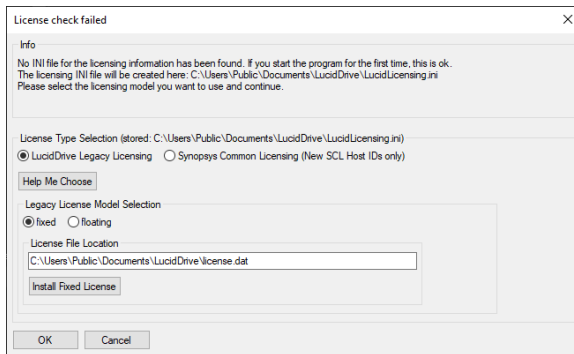 License check failed
Info
No INI file for the licensing information has been found. If you start the program for the first time, this is ok.
The licensing INI file will be created here: C:\Users\Public\Documents\LucidDrive\LucidLicensing.ini
Please select the licensing model you want to use and continue.
License Type Selection (stored: C:\Users\Public\Documents\LucidDrive\LucidLicensing.ini)
LucidDrive Legacy Licensing Synopsys Common Licensing (New SCL Host IDs only)
Help Me Choose
Legacy License Model Selection
fixed floating
License File Location
C:\Users\Public\Documents\LucidDrive\license.dat
Install Fixed License
OK Cancel